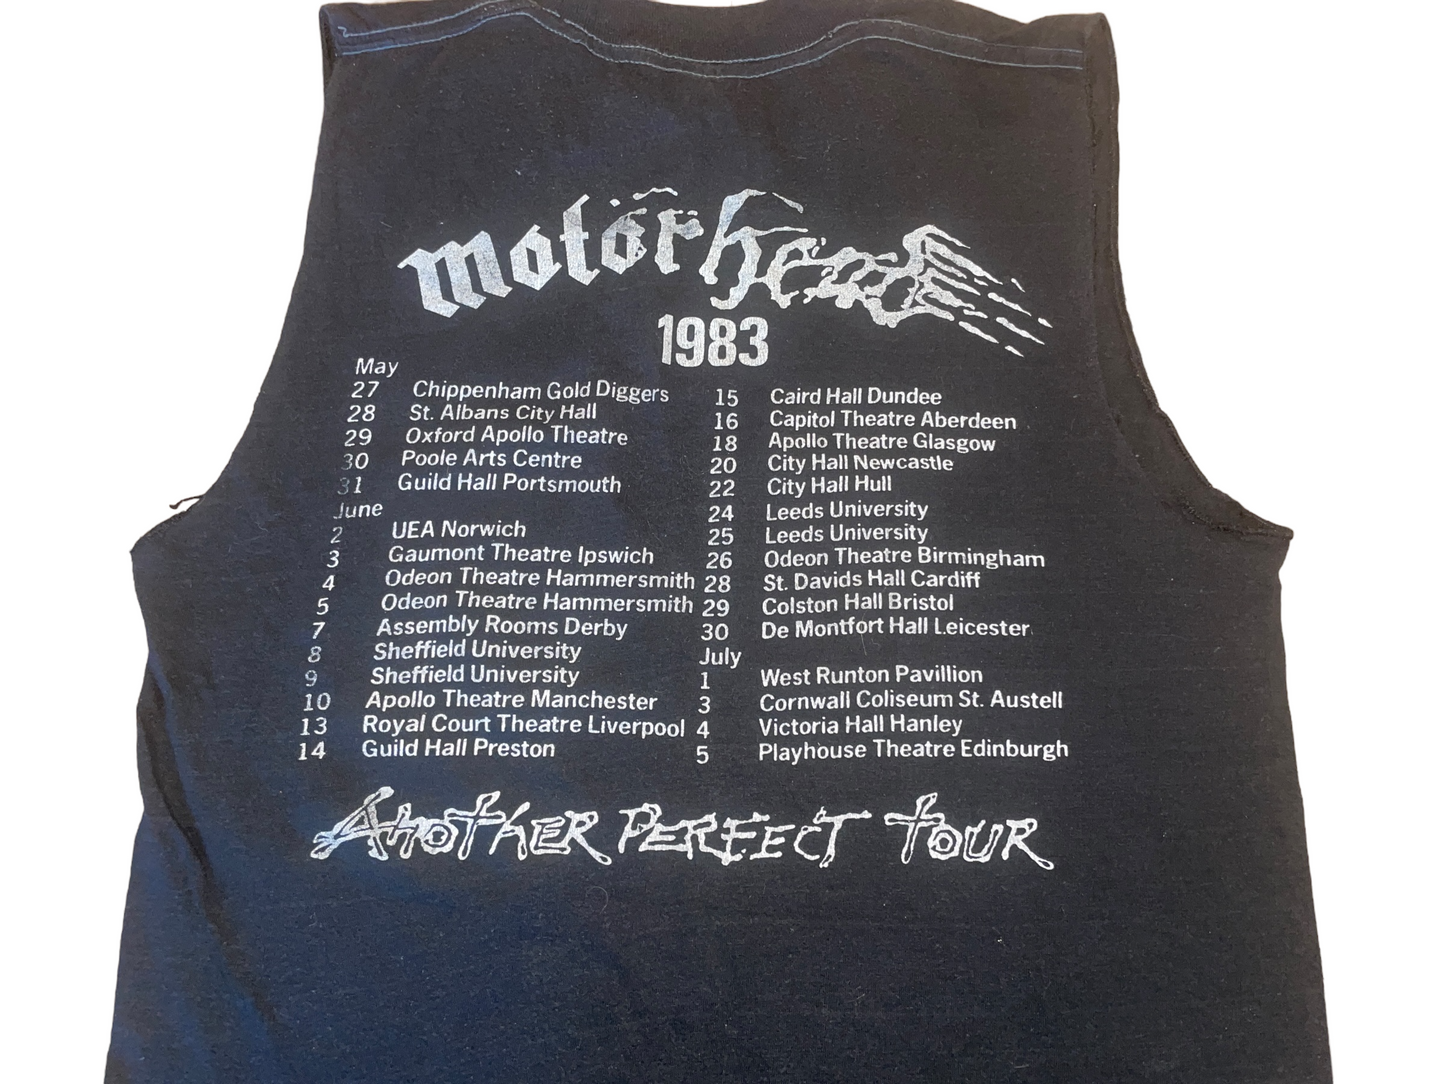 Motörhead
1983
May
27 Chippenham Gold Diggers
28 St. Albans City Hall
29 Oxford Apollo Theatre
30 Poole Arts Centre
31 Guild Hall Portsmouth
June
2 UEA Norwich
3 Gaumont Theatre Ipswich
4 Odeon Theatre Hammersmith
5 Odeon Theatre Hammersmith
7 Assembly Rooms Derby
8 Sheffield University
9 Sheffield University
10 Apollo Theatre Manchester
13 Royal Court Theatre Liverpool
14 Guild Hall Preston
15 Caird Hall Dundee
16 Capitol Theatre Aberdeen
18 Apollo Theatre Glasgow
20 City Hall Newcastle
22 City Hall Hull
24 Leeds University
25 Leeds University
26 Odeon Theatre Birmingham
28 St. Davids Hall Cardiff
29 Colston Hall Bristol
30 De Montfort Hall Leicester
July
1 West Runton Pavillion
3 Cornwall Coliseum St. Austell
4 Victoria Hall Hanley
5 Playhouse Theatre Edinburgh
Another Perfect Tour